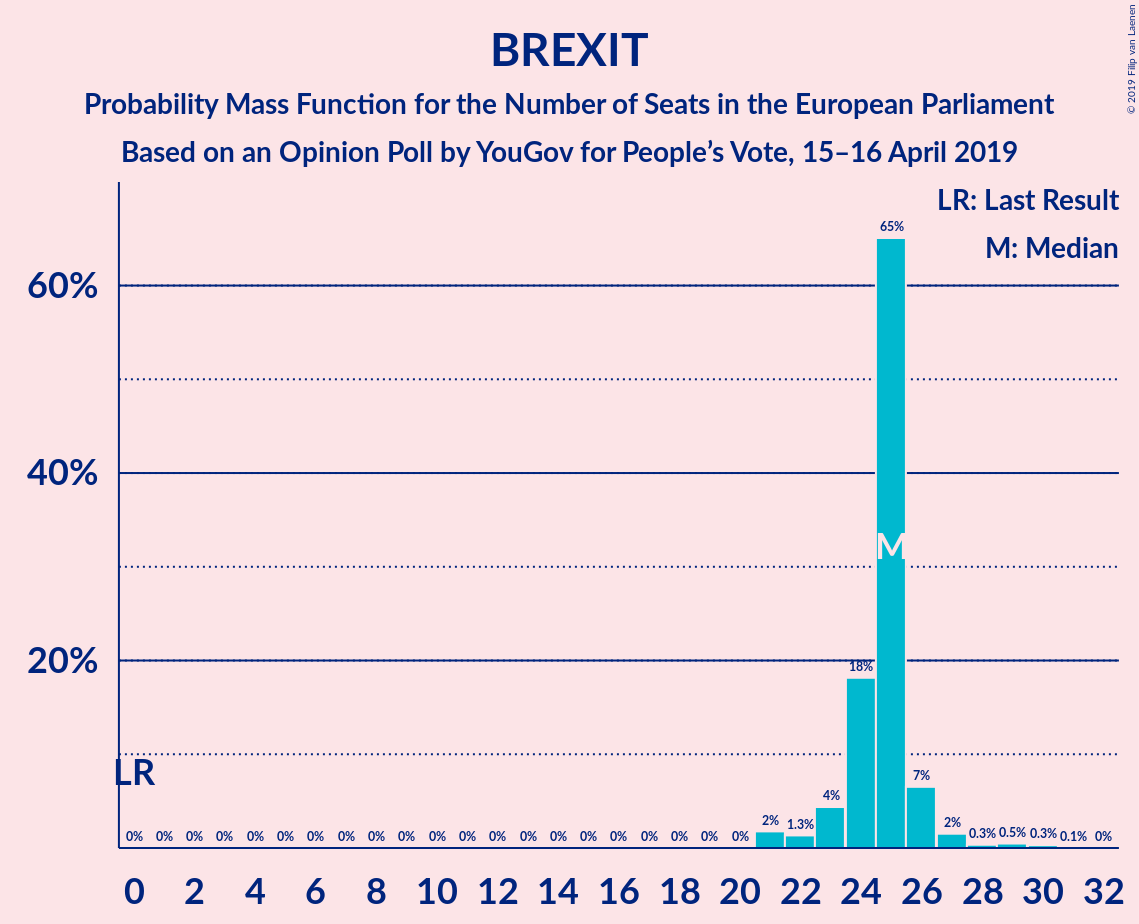 BREXIT
Probability Mass Function for the Number of Seats in the European Parliament
Based on an Opinion Poll by YouGov for People’s Vote, 15–16 April 2019
© 2019 Filip van Laenen
LR: Last Result
M: Median
60%
40%
20%
65%
M
18%
LR
0% 0% 0% 0% 0% 0% 0% 0% 0% 0% 0% 0% 0% 0% 0% 0% 0% 0% 0% 0% 0% 2% 1.3% 4% 7% 2% 0.3% 0.5% 0.3% 0.1% 0%
0 2 4 6 8 10 12 14 16 18 20 22 24 26 28 30 32